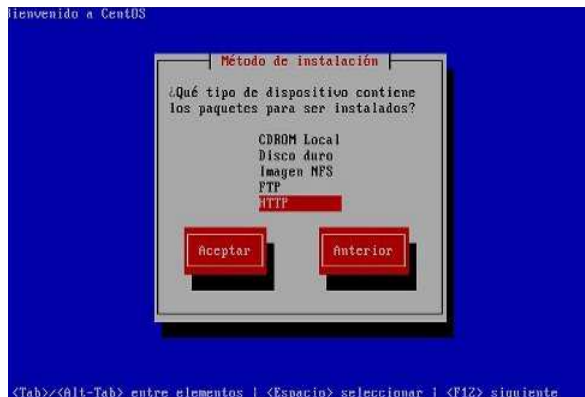 Bienvenido a CentOS
Método de instalación
¿Qué tipo de dispositivo contiene
los paquetes para ser instalados?
CDROM Local
Disco duro
Imagen NFS
FTP
HTTP
Aceptar
Anterior
<Tab>/<Alt-Tab> entre elementos | <Espacio> seleccionar | <F12> siguiente